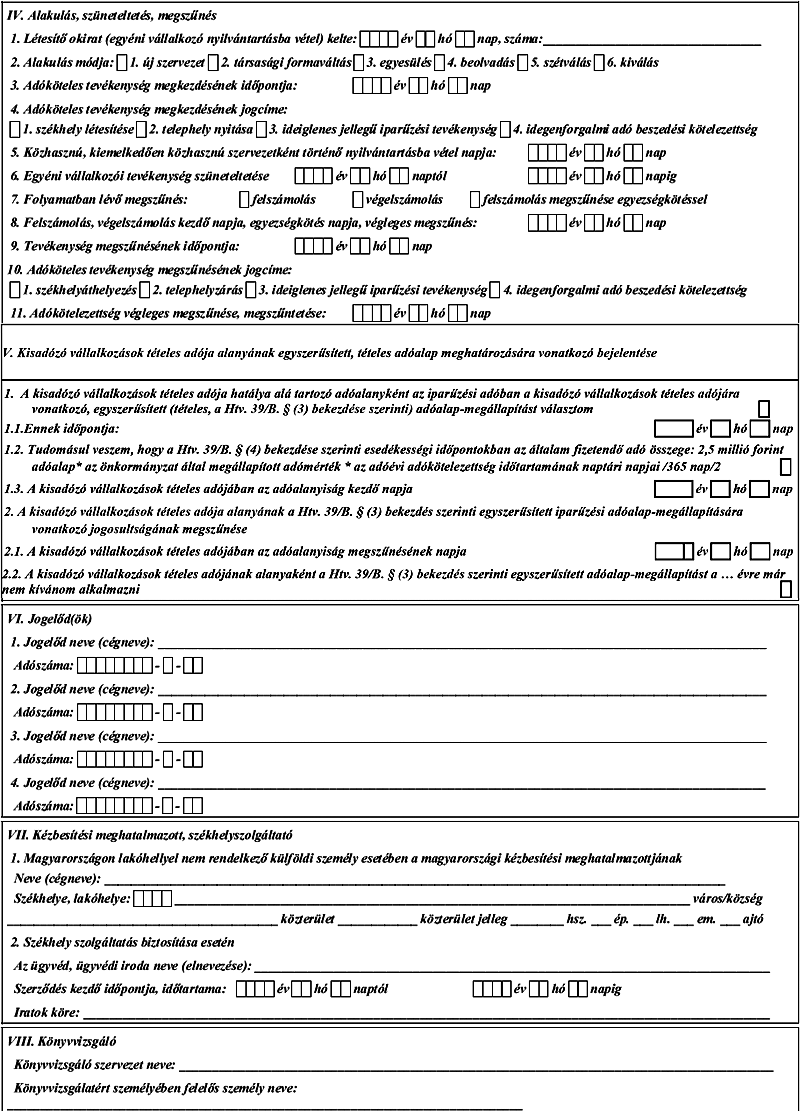 IV. Alakulás, szüneteltetés, megszűnés
1. Létesítő okirat (egyéni vállalkozó nyilvántartásba vétel) kelte: év hó nap, száma:
2. Alakulás módja: 1. új szervezet 2. társasági formaváltás 3. egyesülés 4. beolvadás 5. szétválás 6. kiválás
3. Adóköteles tevékenység megkezdésének időpontja: év hó nap
4. Adóköteles tevékenység megkezdésének jogcíme:
1. székhely létesítése 2. telephely nyitása 3. ideiglenes jellegű iparűzési tevékenység 4. idegenforgalmi adó beszedési kötelezettség
5. Közhasznú, kiemelkedően közhasznú szervezetként történő nyilvántartásba vétel napja: év hó nap
6. Egyéni vállalkozói tevékenység szüneteltetése év hó naptól év hó napig
7. Folyamatban lévő megszűnés: felszámolás végelszámolás felszámolás megszűnése egyezségkötéssel
8. Felszámolás, végelszámolás kezdő napja, egyezségkötés napja, végleges megszűnés: év hó nap
9. Tevékenység megszűnésének időpontja: év hó nap
10. Adóköteles tevékenység megszűnésének jogcíme:
1. székhelyáthelyezés 2. telephelyzárás 3. ideiglenes jellegű iparűzési tevékenység 4. idegenforgalmi adó beszedési kötelezettség
11. Adókötelezettség végleges megszűnése, megszűntetése: év hó nap
V. Kisadózó vállalkozások tételes adója alanyának egyszerűsített, tételes adóalap meghatározására vonatkozó bejelentése
1. A kisadózó vállalkozások tételes adója hatálya alá tartozó adóalanyként az iparűzési adóban a kisadózó vállalkozások tételes adójára
vonatkozó, egyszerűsített (tételes, a Htv. 39/B. § (3) bekezdése szerinti) adóalap-megállapítást választom
1.1.Ennek időpontja: év hó nap
1.2. Tudomásul veszem, hogy a Htv. 39/B. § (4) bekezdése szerinti esedékességi időpontokban az általam fizetendő adó összege: 2,5 millió forint
adóalap* az önkormányzat által megállapított adómérték * az adóévi adókötelezettség időtartamának naptári napjai /365 nap/2
1.3. A kisadózó vállalkozások tételes adójában az adóalanyiság kezdő napja év hó nap
2. A kisadózó vállalkozások tételes adója alanyának a Htv. 39/B. § (3) bekezdés szerinti egyszerűsített iparűzési adóalap-megállapítására
vonatkozó jogosultságának megszűnése
2.1. A kisadózó vállalkozások tételes adójában az adóalanyiság megszűnésének napja év hó nap
2.2. A kisadózó vállalkozások tételes adójának alanyaként a Htv. 39/B. § (3) bekezdés szerinti egyszerűsített adóalap-megállapítást a … évre már
nem kívánom alkalmazni
VI. Jogelőd(ök)
1. Jogelőd neve (cégneve):
Adószáma: - -
2. Jogelőd neve (cégneve):
Adószáma: - -
3. Jogelőd neve (cégneve):
Adószáma: - -
4. Jogelőd neve (cégneve):
Adószáma: - -
VII. Kézbesítési meghatalmazott, székhelyszolgáltató
1. Magyarországon lakóhellyel nem rendelkező külföldi személy esetében a magyarországi kézbesítési meghatalmazottjának
Neve (cégneve):
Székhelye, lakóhelye: város/község
közterület közterület jelleg hsz. ép. lh. em. ajtó
2. Székhely szolgáltatás biztosítása esetén
Az ügyvéd, ügyvédi iroda neve (elnevezése):
Szerződés kezdő időpontja, időtartama: év hó naptól év hó napig
Iratok köre:
VIII. Könyvvizsgáló
Könyvvizsgáló szervezet neve:
Könyvvizsgálatért személyében felelős személy neve: